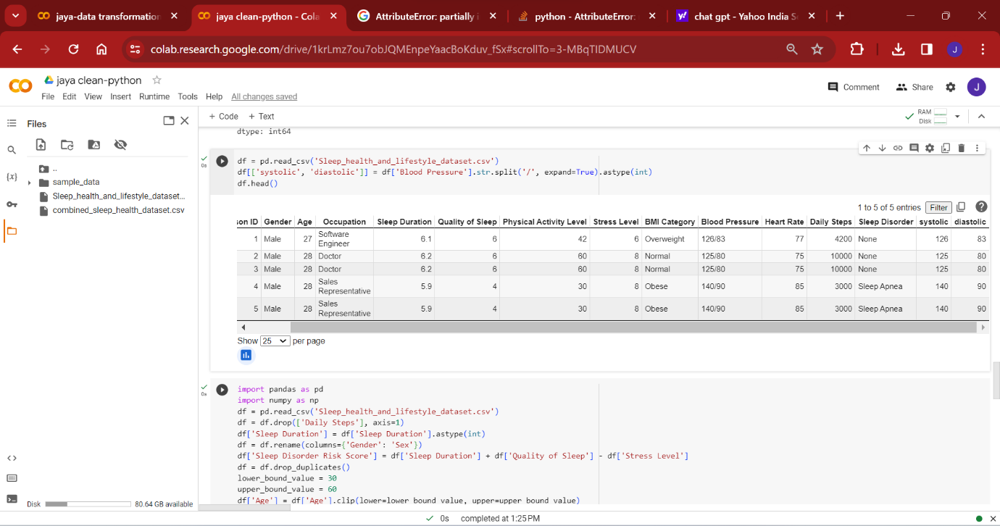 jaya-data transformation
jaya clean-python - Cola
AttributeError: partially i
python - AttributeError:
chat gpt - Yahoo India S
colab.research.google.com/drive/1krLmz7ou7obJQMEnpeYaacBoKduv_fSx#scrollTo=3-MBqTIDMUCV
J
jaya clean-python
File Edit View Insert Runtime Tools Help All changes saved
Comment Share J
Files
+ Code + Text
RAM
Disk
..
sample_data
Sleep_health_and_lifestyle_dataset...
combined_sleep_health_dataset.csv
{x}
dtype: int64
0s
df = pd.read_csv('Sleep_health_and_lifestyle_dataset.csv')
df[['systolic', 'diastolic']] = df['Blood Pressure'].str.split('/', expand=True).astype(int)
df.head()
1 to 5 of 5 entries Filter
son ID Gender Age Occupation Sleep Duration Quality of Sleep Physical Activity Level Stress Level BMI Category Blood Pressure Heart Rate Daily Steps Sleep Disorder systolic diastolic
1 Male 27 Software Engineer 6.1 6 42 6 Overweight 126/83 77 4200 None 126 83
2 Male 28 Doctor 6.2 6 60 8 Normal 125/80 75 10000 None 125 80
3 Male 28 Doctor 6.2 6 60 8 Normal 125/80 75 10000 None 125 80
4 Male 28 Sales Representative 5.9 4 30 8 Obese 140/90 85 3000 Sleep Apnea 140 90
5 Male 28 Sales Representative 5.9 4 30 8 Obese 140/90 85 3000 Sleep Apnea 140 90
Show 25 per page
0s
import pandas as pd
import numpy as np
df = pd.read_csv('Sleep_health_and_lifestyle_dataset.csv')
df = df.drop(['Daily Steps'], axis=1)
df['Sleep Duration'] = df['Sleep Duration'].astype(int)
df = df.rename(columns={'Gender': 'Sex'})
df['Sleep Disorder Risk Score'] = df['Sleep Duration'] + df['Quality of Sleep'] - df['Stress Level']
df = df.drop_duplicates()
lower_bound_value = 30
upper_bound_value = 60
df['Age'] = df['Age'].clip(lower=lower_bound_value, upper=upper_bound_value)
Disk 80.64 GB available
0s completed at 1:25PM